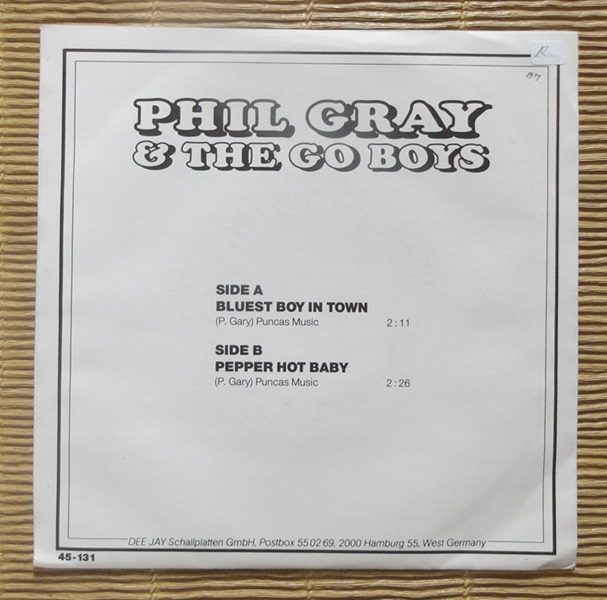 R
PHIL GRAY
& THE GO BOYS
SIDE A
BLUEST BOY IN TOWN
(P. Gary) Puncas Music 2:11
SIDE B
PEPPER HOT BABY
(P. Gary) Puncas Music 2:26
DEE JAY Schallplatten GmbH, Postbox 55 02 69, 2000 Hamburg 55, West Germany
45-131